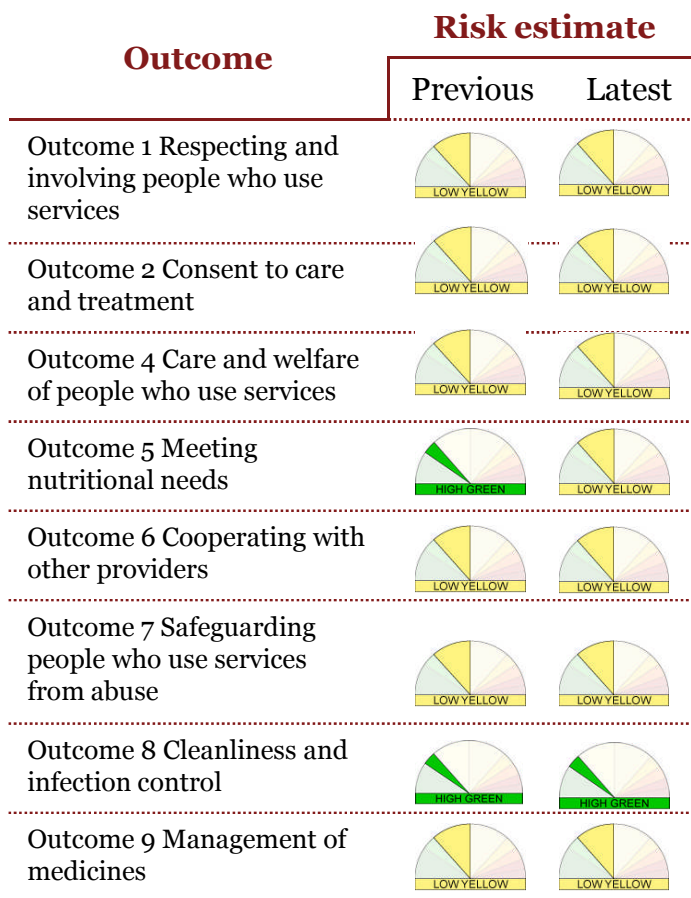 Risk estimate
Outcome
Previous Latest
Outcome 1 Respecting and
involving people who use
services
LOW YELLOW LOW YELLOW
Outcome 2 Consent to care
and treatment
LOW YELLOW LOW YELLOW
Outcome 4 Care and welfare
of people who use services
LOW YELLOW LOW YELLOW
Outcome 5 Meeting
nutritional needs
HIGH GREEN LOW YELLOW
Outcome 6 Cooperating with
other providers
LOW YELLOW LOW YELLOW
Outcome 7 Safeguarding
people who use services
from abuse
LOW YELLOW LOW YELLOW
Outcome 8 Cleanliness and
infection control
HIGH GREEN HIGH GREEN
Outcome 9 Management of
medicines
LOW YELLOW LOW YELLOW